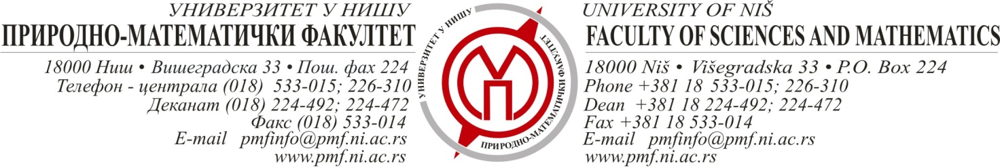 УНИВЕРЗИТЕТ У НИШУ
ПРИРОДНО-МАТЕМАТИЧКИ ФАКУЛТЕТ
18000 Ниш • Вишеградска 33 • Пош. фах 224
Телефон - централа (018) 533-015; 226-310
Деканат (018) 224-492; 224-472
Факс (018) 533-014
E-mail pmfinfo@pmf.ni.ac.rs
www.pmf.ni.ac.rs
УНИВЕРЗИТЕТ У НИШУ
ПРИРОДНО-МАТЕМАТИЧКИ ФАКУЛТЕТ
UNIVERSITY OF NIŠ
FACULTY OF SCIENCES AND MATHEMATICS
18000 Niš • Višegradska 33 • P.O. Box 224
Phone +381 18 533-015; 226-310
Dean +381 18 224-492; 224-472
Fax +381 18 533-014
E-mail pmfinfo@pmf.ni.ac.rs
www.pmf.ni.ac.rs